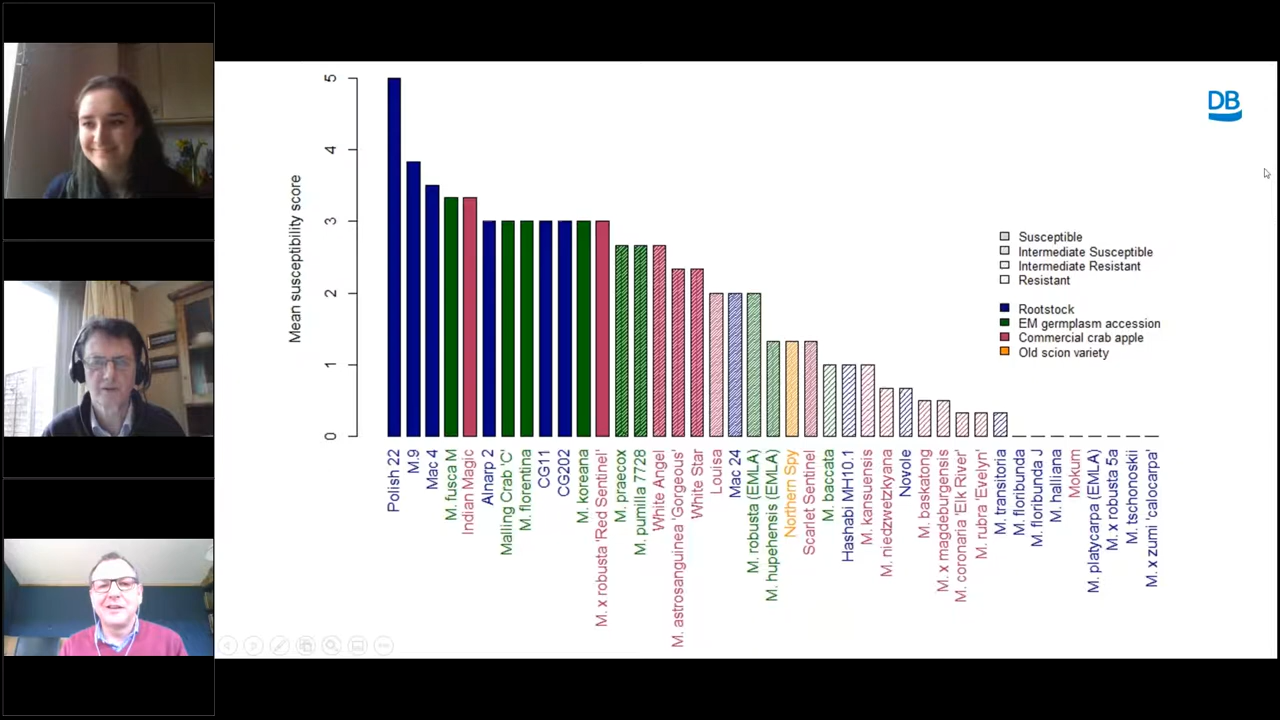 DB
Mean susceptibility score
5
4
3
2
1
0
Susceptible
Intermediate Susceptible
Intermediate Resistant
Resistant
Rootstock
EM germplasm accession
Commercial crab apple
Old scion variety
Polish 22
M.9
Mac 4
M. fusca M
Indian Magic
Alnarp 2
Malling Crab 'C'
M. florentina
CG11
CG202
M. koreana
M. x robusta 'Red Sentinel'
M. praecox
M. pumilla 7728
White Angel
M. astrosanguinea 'Gorgeous'
White Star
Louisa
Mac 24
M. robusta (EMLA)
M. hupehensis (EMLA)
Northern Spy
Scarlet Sentinel
M. baccata
Hashabi MH10.1
M. kansuensis
M. niedzwetzkyana
Novole
M. baskatong
M. x magdeburgensis
M. coronaria 'Elk River'
M. rubra 'Evelyn'
M. transitoria
M. floribunda
M. floribunda J
M. halliana
Mokum
M. platycarpa (EMLA)
M. x robusta 5a
M. tschonoskii
M. x zumi 'calocarpa'